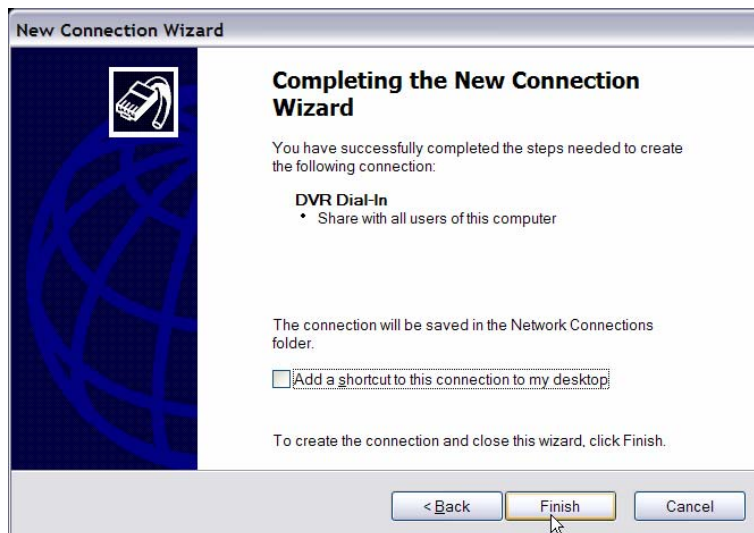 New Connection Wizard
Completing the New Connection
Wizard
You have successfully completed the steps needed to create
the following connection:
DVR Dial-In
• Share with all users of this computer
The connection will be saved in the Network Connections
folder.
Add a shortcut to this connection to my desktop
To create the connection and close this wizard, click Finish.
< Back Finish Cancel